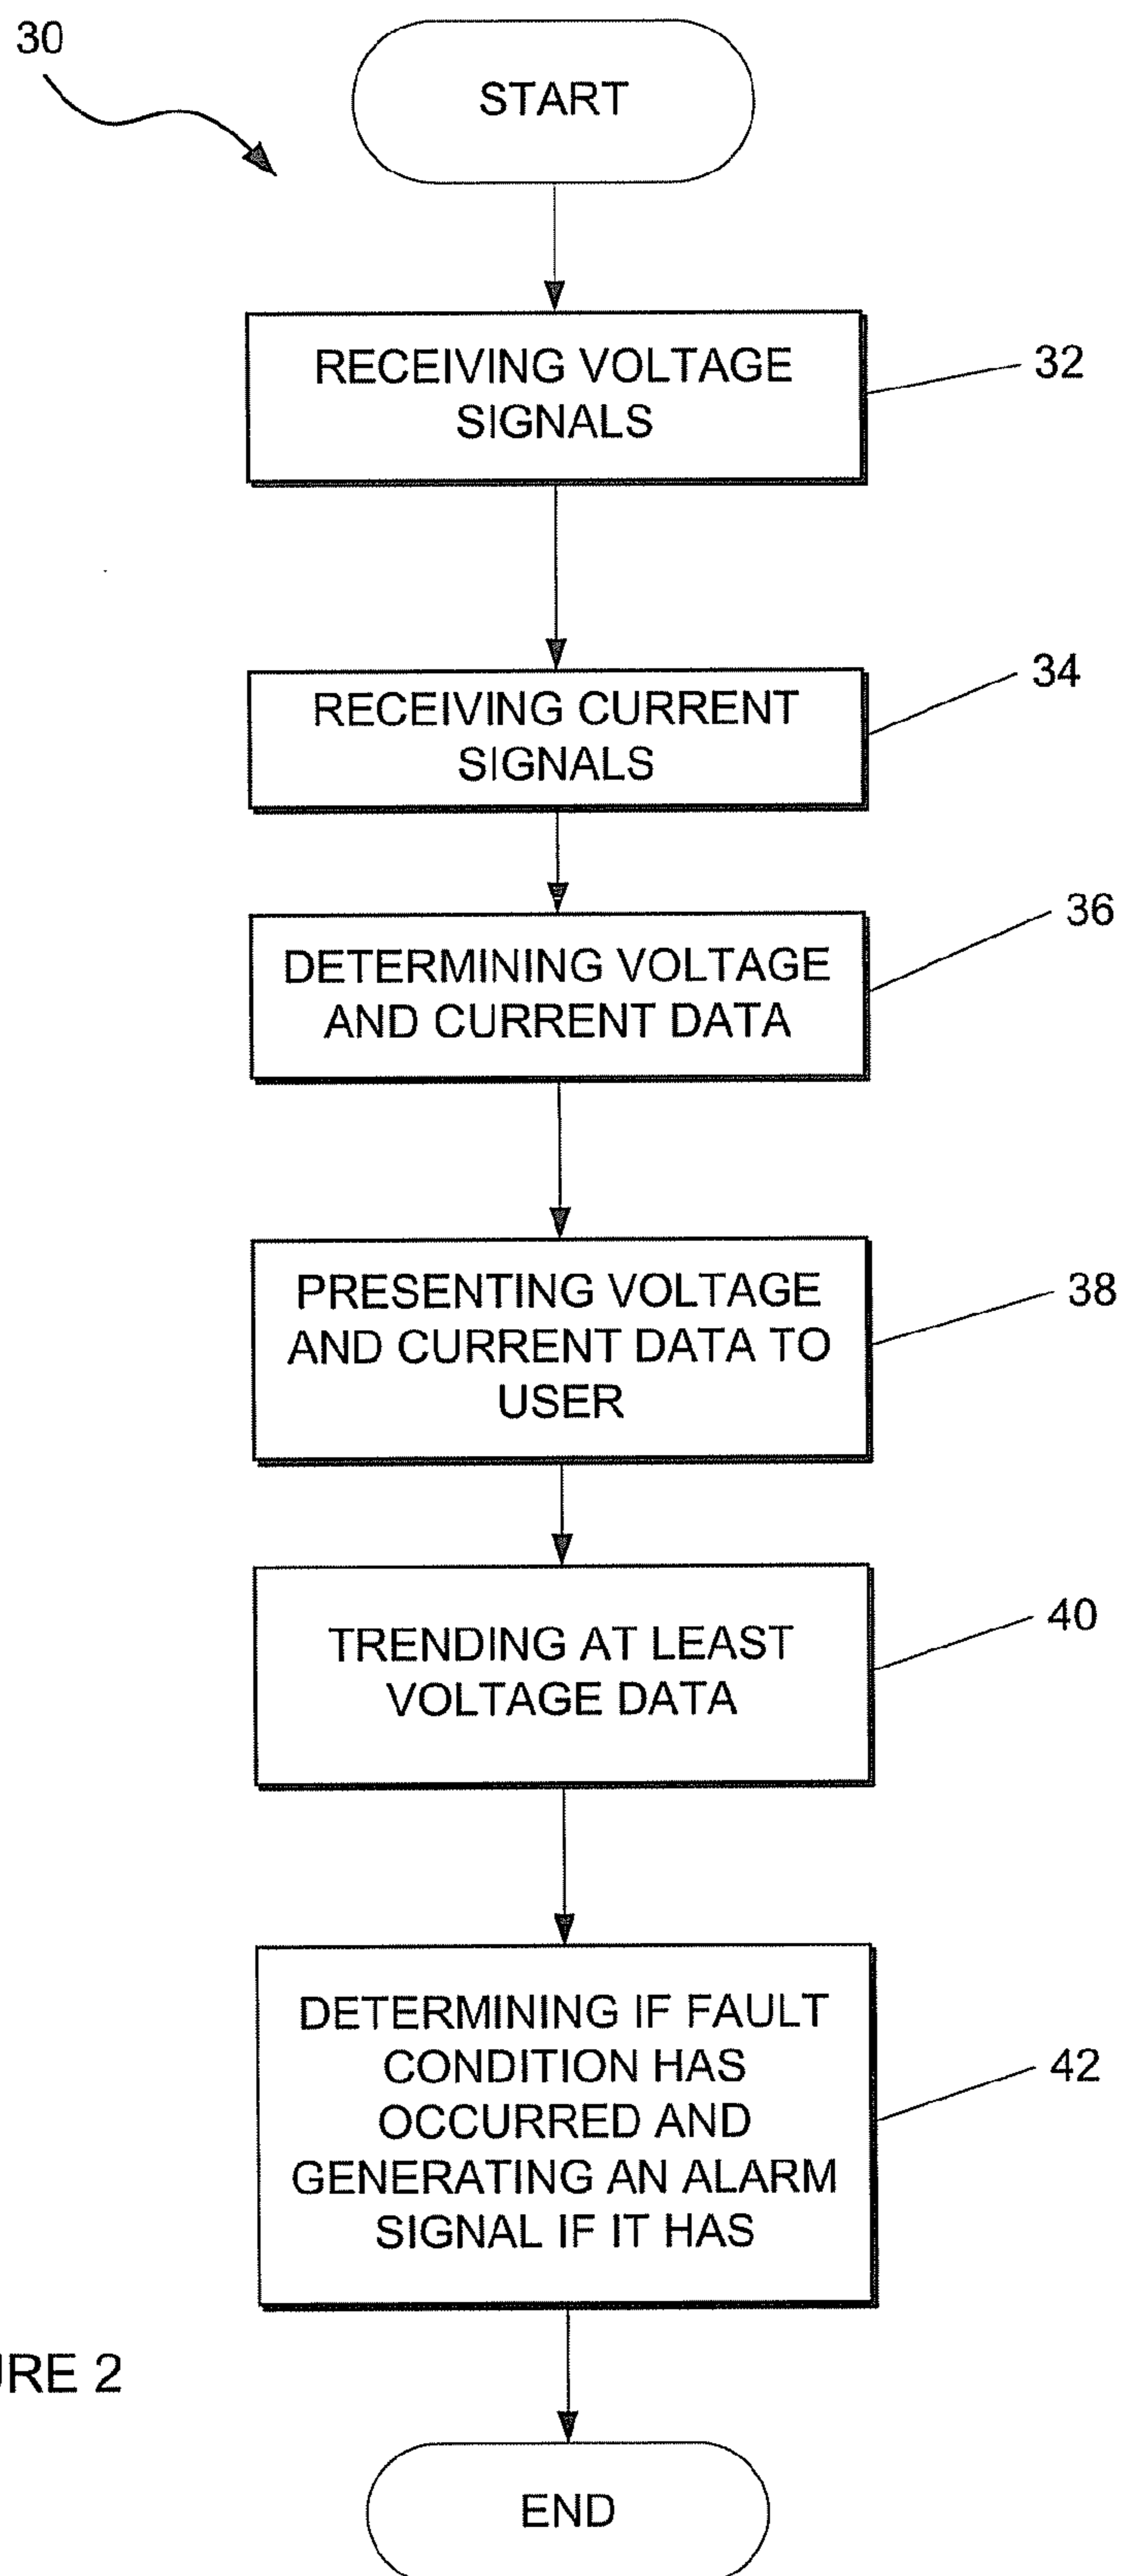 30
START
RECEIVING VOLTAGE
SIGNALS
32
RECEIVING CURRENT
SIGNALS
34
DETERMINING VOLTAGE
AND CURRENT DATA
36
PRESENTING VOLTAGE
AND CURRENT DATA TO
USER
38
TRENDING AT LEAST
VOLTAGE DATA
40
DETERMINING IF FAULT
CONDITION HAS
OCCURRED AND
GENERATING AN ALARM
SIGNAL IF IT HAS
42
URE 2
END